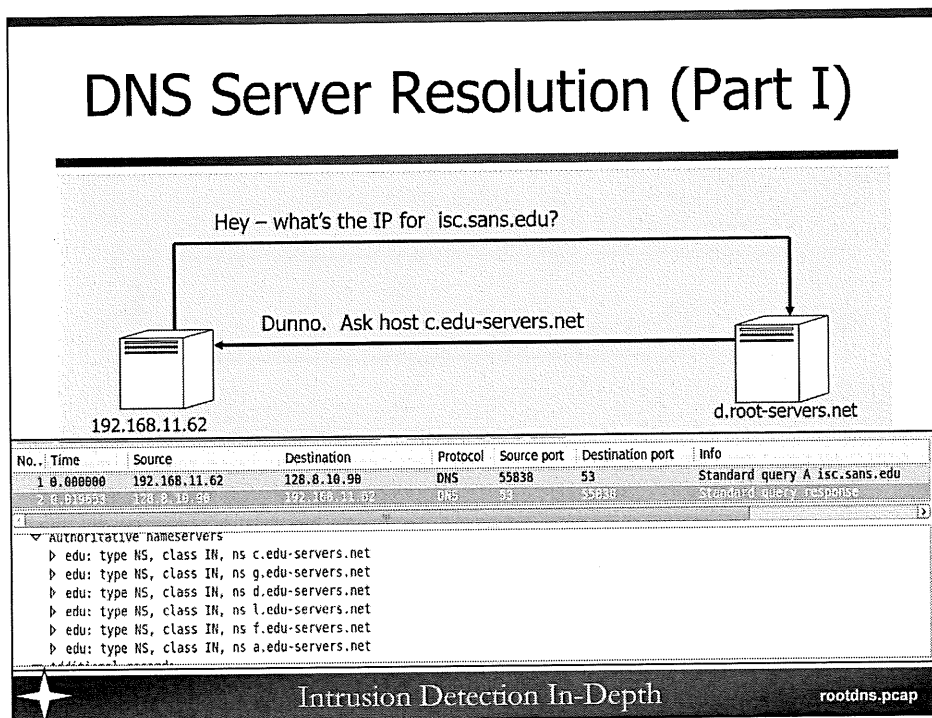 DNS Server Resolution (Part I)
Hey – what's the IP for isc.sans.edu?
Dunno. Ask host c.edu-servers.net
192.168.11.62
d.root-servers.net
No.. Time Source Destination Protocol Source port Destination port Info
1 0.000000 192.168.11.62 128.8.10.90 DNS 55838 53 Standard query A isc.sans.edu
2 128.8.10.90 192.168.11.62 DNS 53 55838 Standard query response
Authoritative nameservers
edu: type NS, class IN, ns c.edu-servers.net
edu: type NS, class IN, ns g.edu-servers.net
edu: type NS, class IN, ns d.edu-servers.net
edu: type NS, class IN, ns l.edu-servers.net
edu: type NS, class IN, ns f.edu-servers.net
edu: type NS, class IN, ns a.edu-servers.net
Intrusion Detection In-Depth
rootdns.pcap